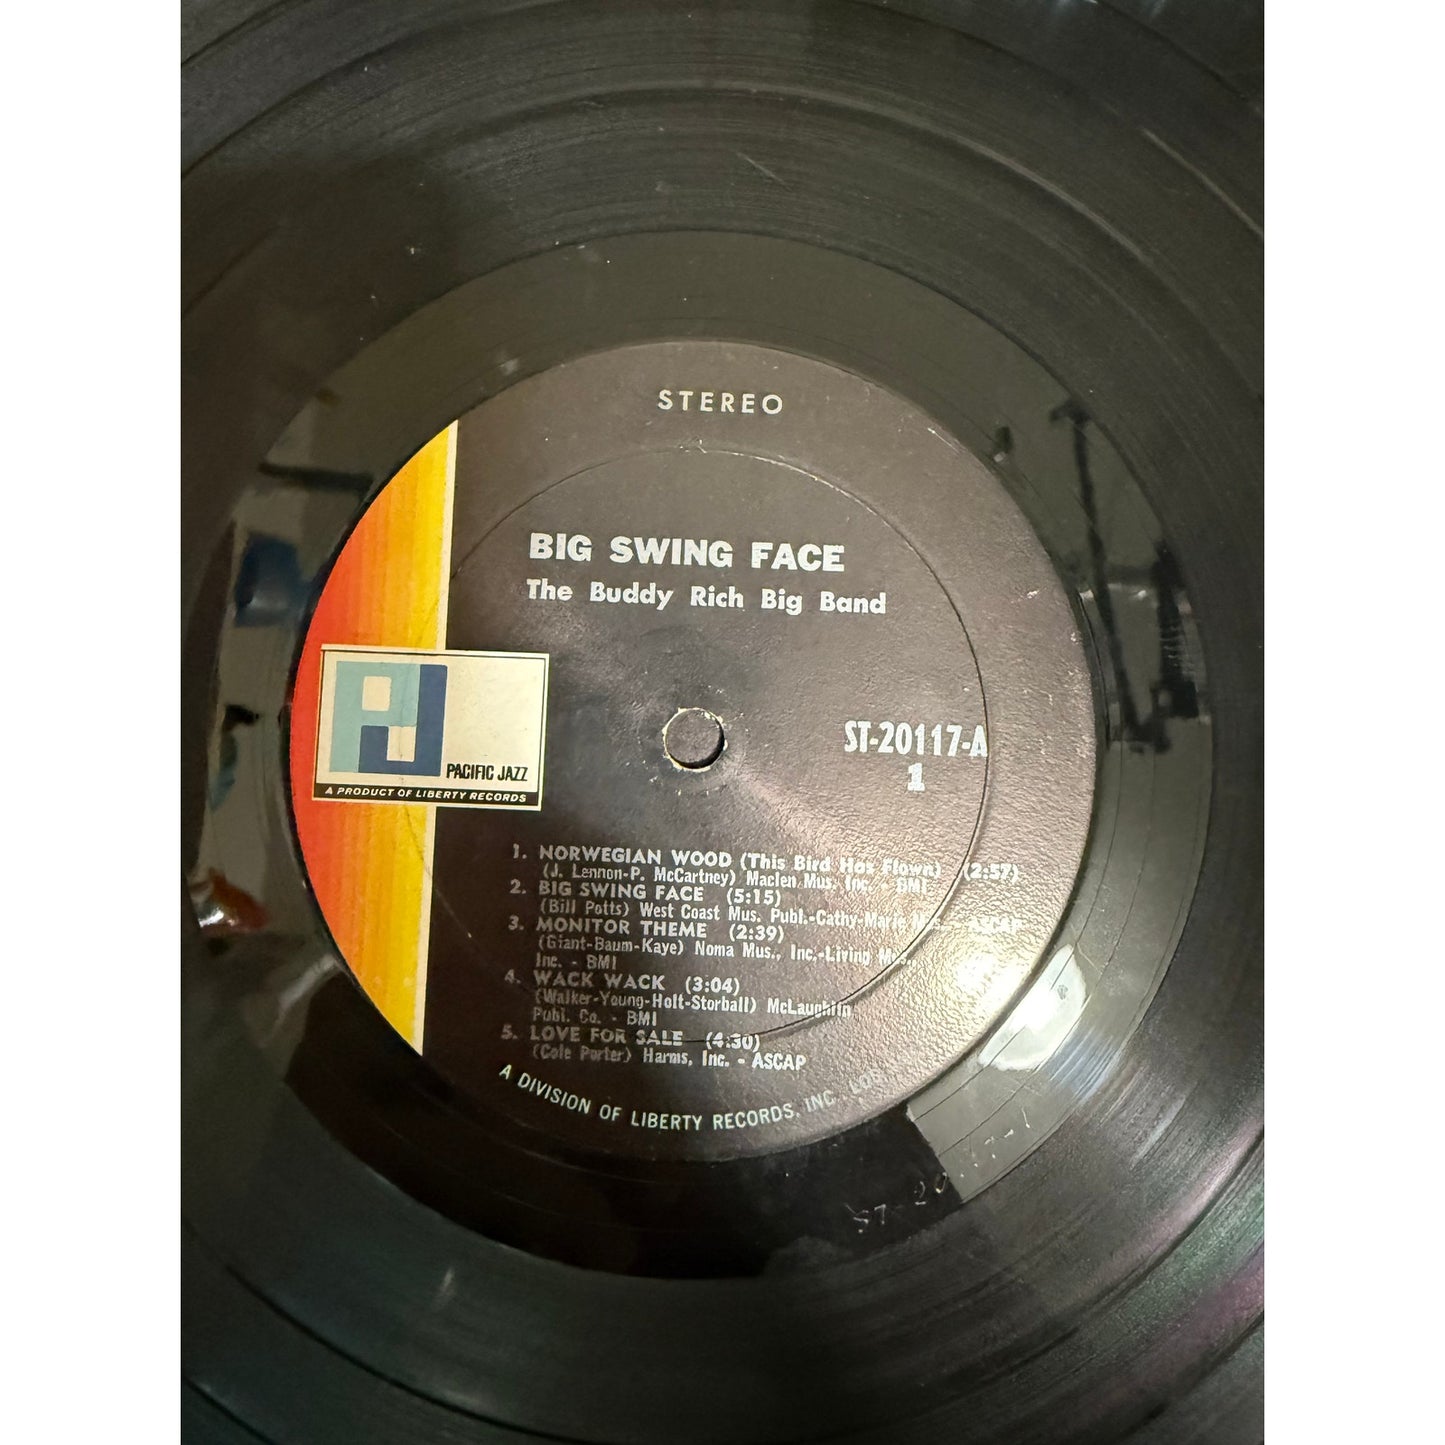 STEREO
BIG SWING FACE
The Buddy Rich Big Band
PJ
PACIFIC JAZZ
A PRODUCT OF LIBERTY RECORDS
ST-20117-A
1
1. NORWEGIAN WOOD (This Bird Has Flown) (2:57)
(J. Lennon-P. McCartney) Maclen Mus. Inc. - BMI
2. BIG SWING FACE (5:15)
(Bill Potts) West Coast Mus. Publ.-Cathy-Marie - ASCAP
3. MONITOR THEME (2:39)
(Giant-Baum-Kaye) Noma Mus., Inc.-Living Mus.
Inc. - BMI
4. WACK WACK (3:04)
(Walker-Young-Holt-Storball) McLaughlin
Publ. Co. - BMI
5. LOVE FOR SALE (4:30)
(Cole Porter) Harms, Inc. - ASCAP
A DIVISION OF LIBERTY RECORDS, INC.